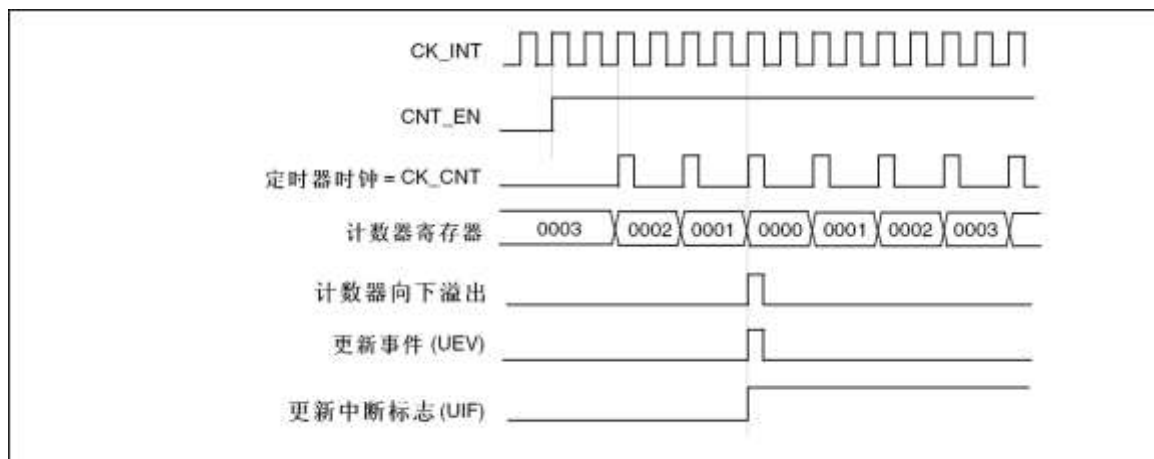 CK_INT
CNT_EN
定时器时钟 = CK_CNT
计数器寄存器 0003 0002 0001 0000 0001 0002 0003
计数器向下溢出
更新事件 (UEV)
更新中断标志 (UIF)